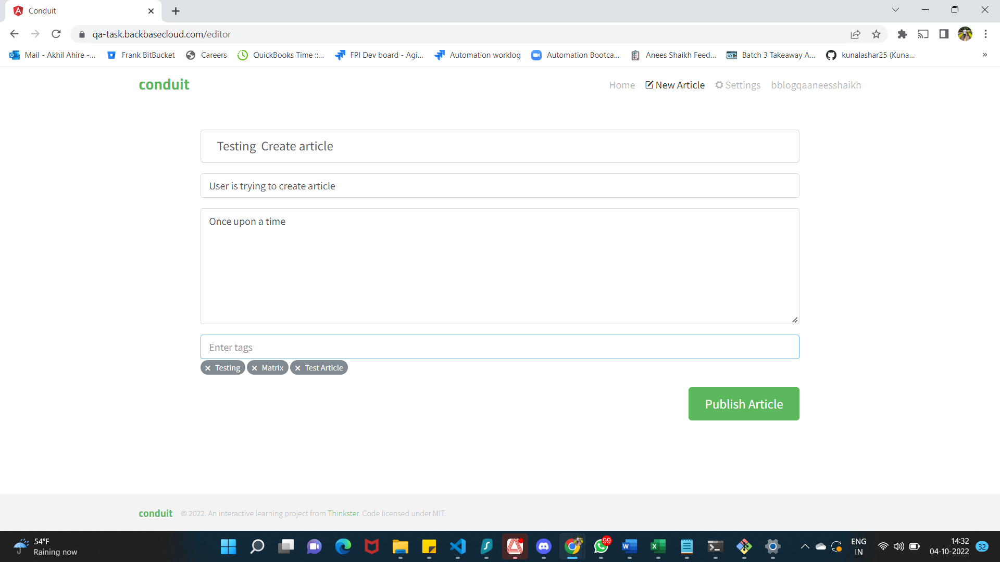 Conduit
qa-task.backbasecloud.com/editor
Mail - Akhil Ahire -... Frank BitBucket Careers QuickBooks Time ::... FPI Dev board - Agi... Automation worklog Automation Bootca... Anees Shaikh Feed... Batch 3 Takeaway A... kunalashar25 (Kuna... »
conduit Home New Article Settings bblogqaaneesshaikh
Testing  Create article
User is trying to create article
Once upon a time
Enter tags
Testing Matrix Test Article
Publish Article
conduit © 2022. An interactive learning project from Thinkster. Code licensed under MIT.
54°F
Raining now
99
ENG
IN
14:32
04-10-2022
32